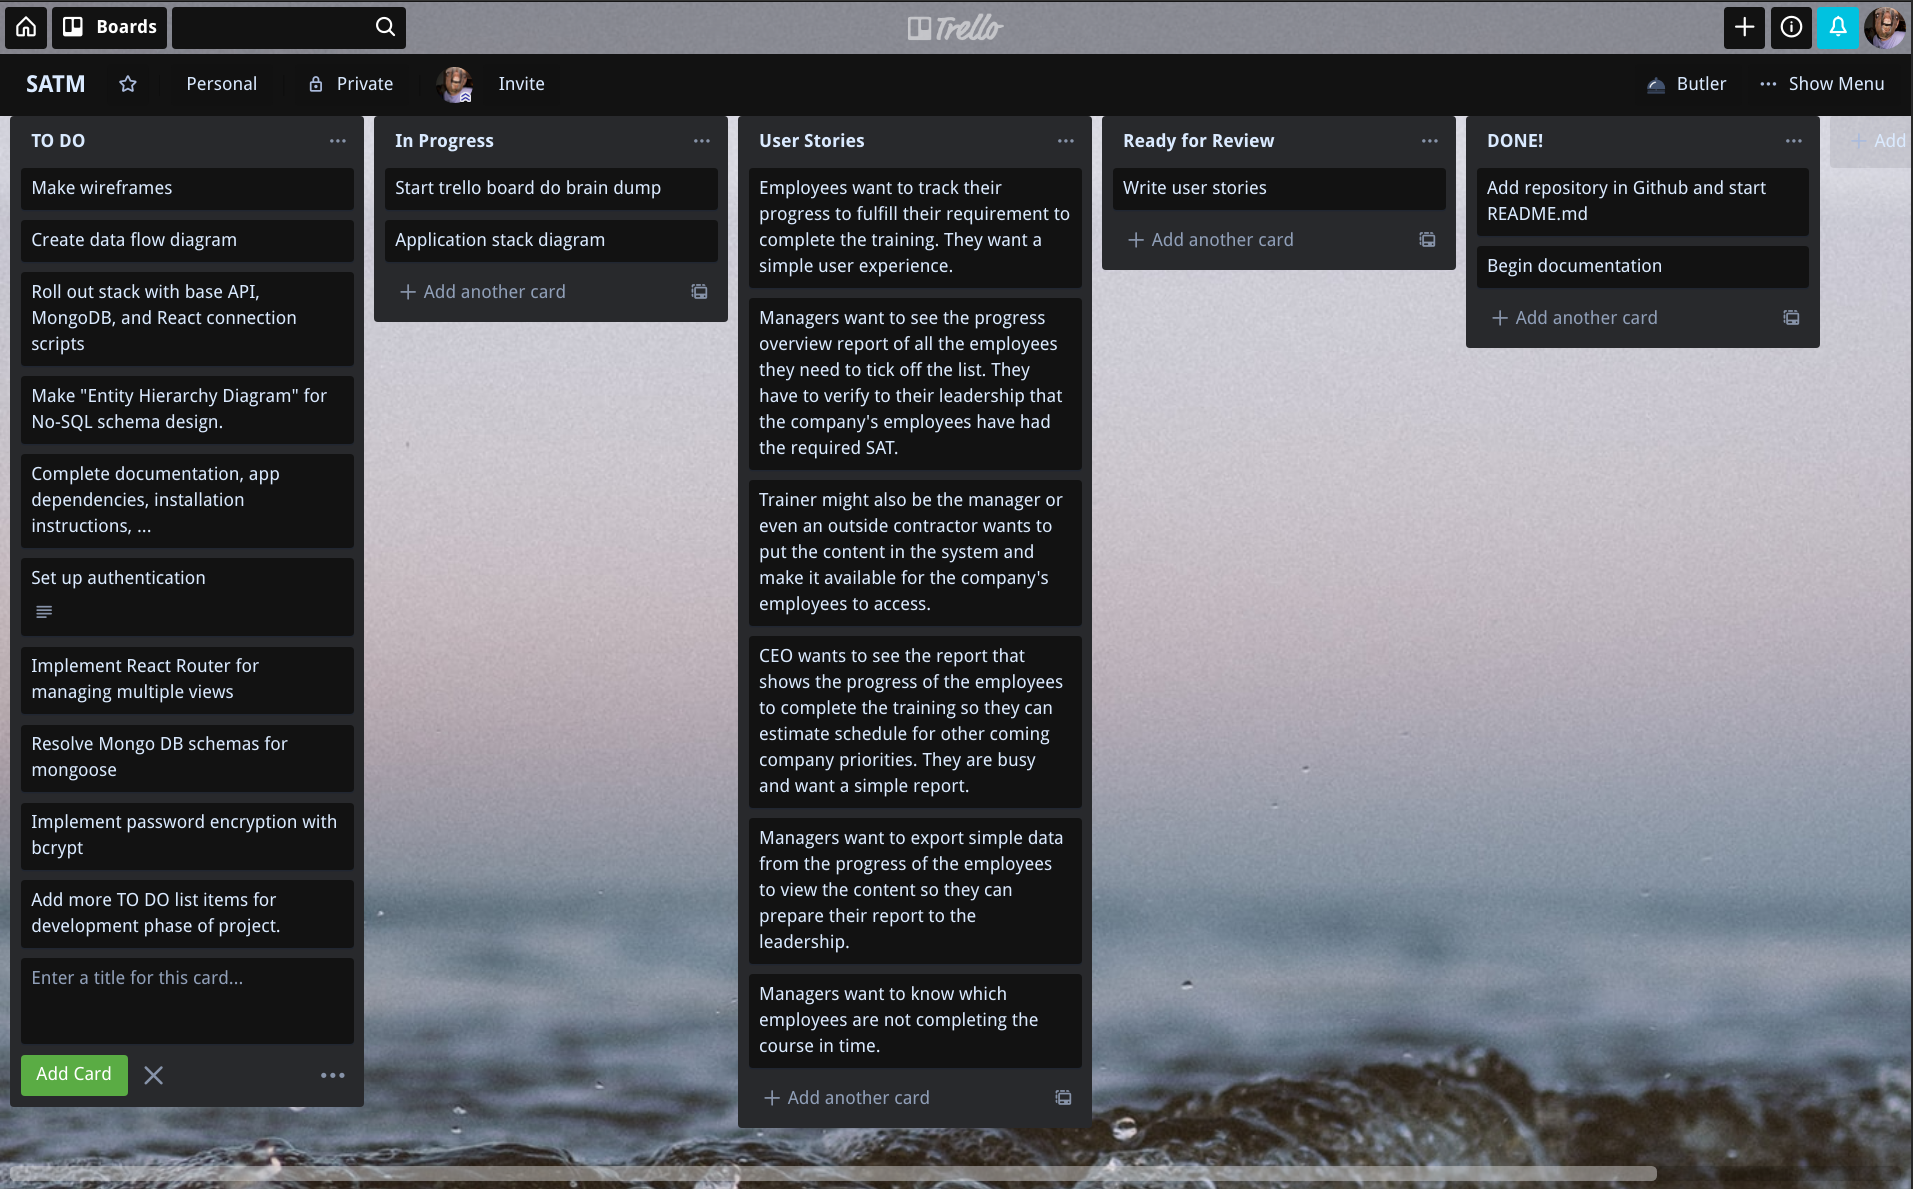 Boards
Trello
SATM
Personal
Private
Invite
Butler
Show Menu
TO DO
Make wireframes
Create data flow diagram
Roll out stack with base API,
MongoDB, and React connection
scripts
Make "Entity Hierarchy Diagram" for
No-SQL schema design.
Complete documentation, app
dependencies, installation
instructions, ...
Set up authentication
Implement React Router for
managing multiple views
Resolve Mongo DB schemas for
mongoose
Implement password encryption with
bcrypt
Add more TO DO list items for
development phase of project.
Enter a title for this card...
Add Card
In Progress
Start trello board do brain dump
Application stack diagram
Add another card
User Stories
Employees want to track their
progress to fulfill their requirement to
complete the training. They want a
simple user experience.
Managers want to see the progress
overview report of all the employees
they need to tick off the list. They
have to verify to their leadership that
the company's employees have had
the required SAT.
Trainer might also be the manager or
even an outside contractor wants to
put the content in the system and
make it available for the company's
employees to access.
CEO wants to see the report that
shows the progress of the employees
to complete the training so they can
estimate schedule for other coming
company priorities. They are busy
and want a simple report.
Managers want to export simple data
from the progress of the employees
to view the content so they can
prepare their report to the
leadership.
Managers want to know which
employees are not completing the
course in time.
Add another card
Ready for Review
Write user stories
Add another card
DONE!
Add repository in Github and start
README.md
Begin documentation
Add another card
Add